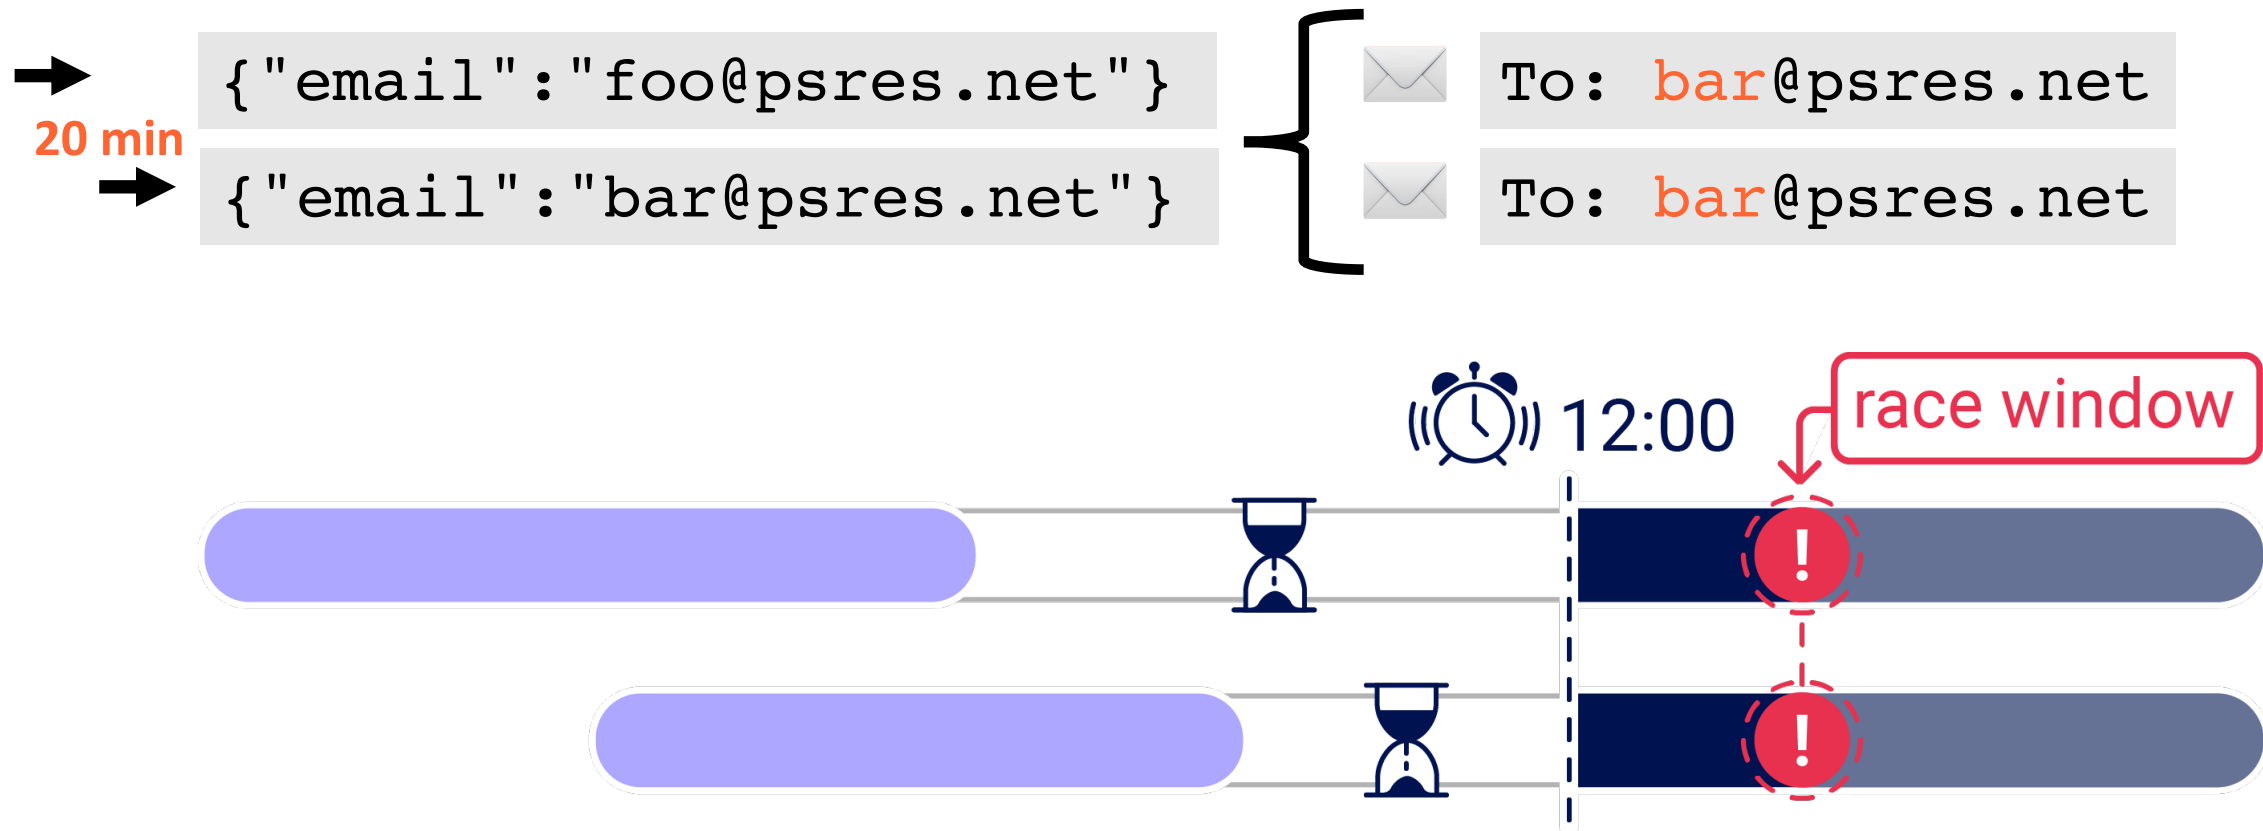 {"email":"foo@psres.net"}
To: bar@psres.net
20 min
{"email":"bar@psres.net"}
To: bar@psres.net
12:00
race window
!
!